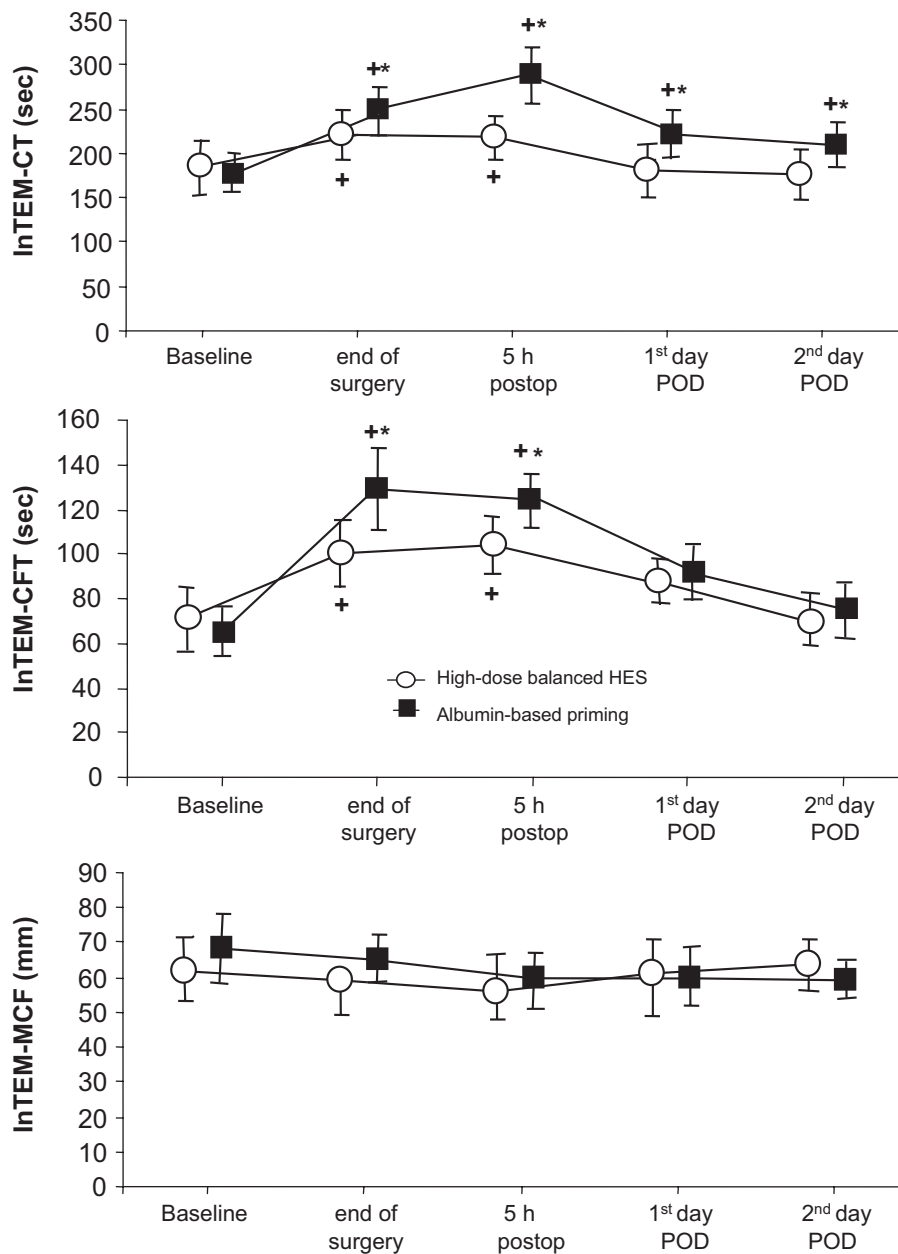 InTEM-CT (sec)
350
300
250
200
150
100
50
0
+*
+*
+*
+*
+
+
Baseline
end of surgery
5 h postop
1st day POD
2nd day POD
InTEM-CFT (sec)
160
140
120
100
80
60
40
20
0
+*
+*
+
+
High-dose balanced HES
Albumin-based priming
Baseline
end of surgery
5 h postop
1st day POD
2nd day POD
InTEM-MCF (mm)
90
80
70
60
50
40
30
20
10
0
Baseline
end of surgery
5 h postop
1st day POD
2nd day POD